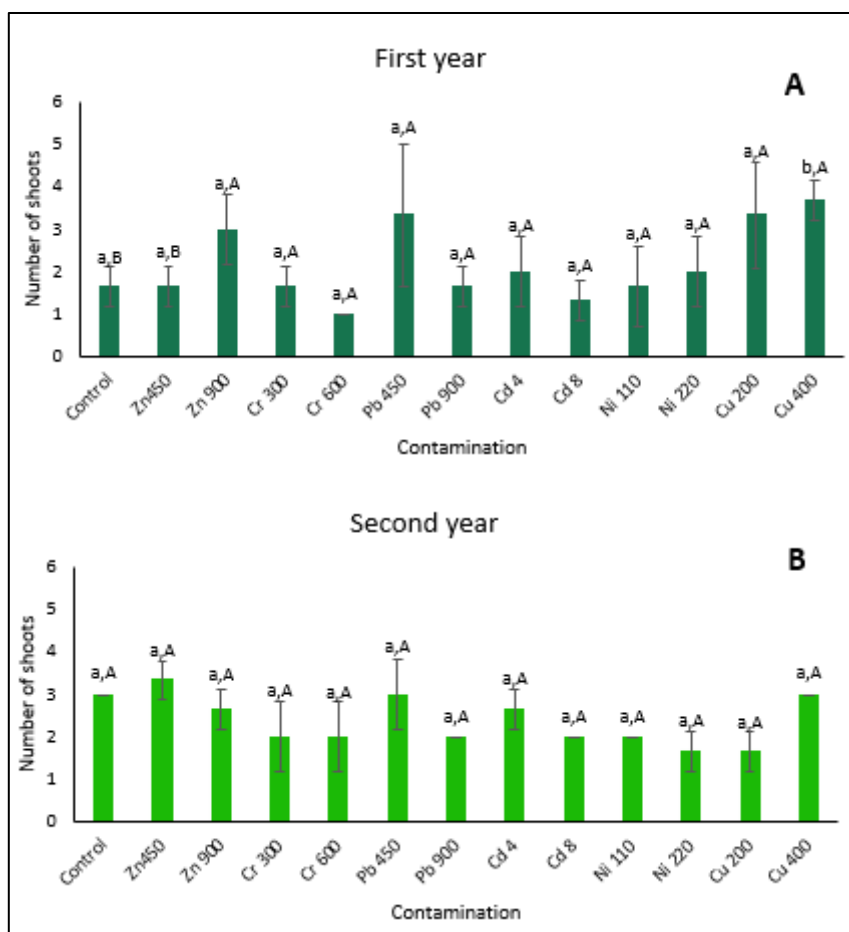 First year
A
Number of shoots
6
5
4
3
2
1
0
a,B
a,B
a,A
a,A
a,A
a,A
a,A
a,A
a,A
a,A
a,A
a,A
b,A
Control
Zn450
Zn 900
Cr 300
Cr 600
Pb 450
Pb 900
Cd 4
Cd 8
Ni 110
Ni 220
Cu 200
Cu 400
Contamination
Second year
B
Number of shoots
6
5
4
3
2
1
0
a,A
a,A
a,A
a,A
a,A
a,A
a,A
a,A
a,A
a,A
a,A
a,A
a,A
Control
Zn450
Zn 900
Cr 300
Cr 600
Pb 450
Pb 900
Cd 4
Cd 8
Ni 110
Ni 220
Cu 200
Cu 400
Contamination